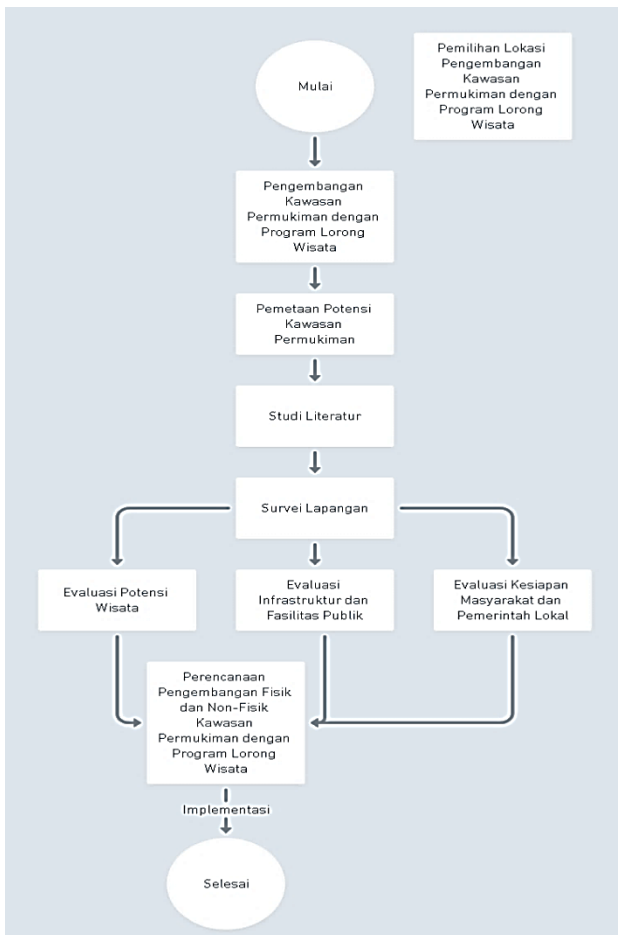 Mulai
Pemilihan Lokasi
Pengembangan
Kawasan
Permukiman dengan
Program Lorong
Wisata
Pengembangan
Kawasan
Permukiman dengan
Program Lorong
Wisata
Pemetaan Potensi
Kawasan
Permukiman
Studi Literatur
Survei Lapangan
Evaluasi Potensi
Wisata
Evaluasi
Infrastruktur dan
Fasilitas Publik
Evaluasi Kesiapan
Masyarakat dan
Pemerintah Lokal
Perencanaan
Pengembangan Fisik
dan Non-Fisik
Kawasan
Permukiman dengan
Program Lorong
Wisata
Implementasi
Selesai